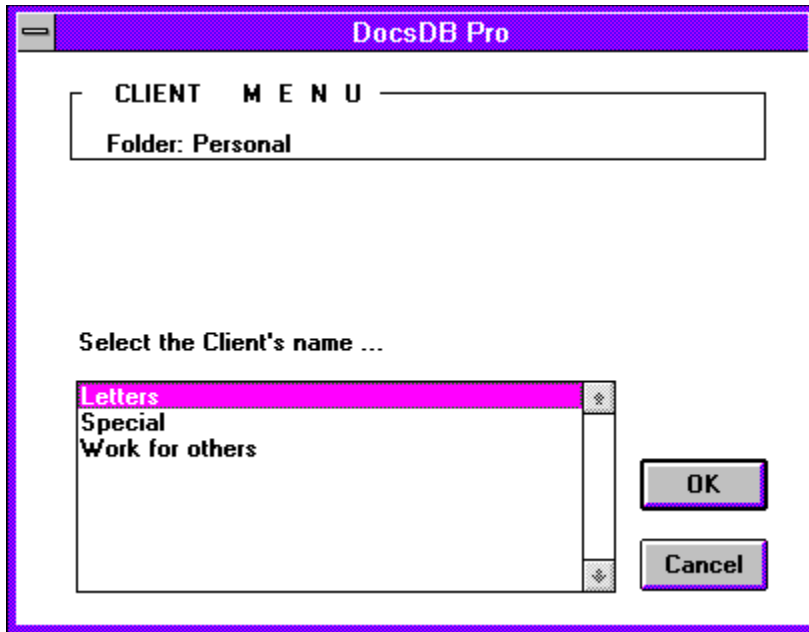 DocsDB Pro
CLIENT M E N U
Folder: Personal
Select the Client's name ...
Letters
Special
Work for others
OK
Cancel